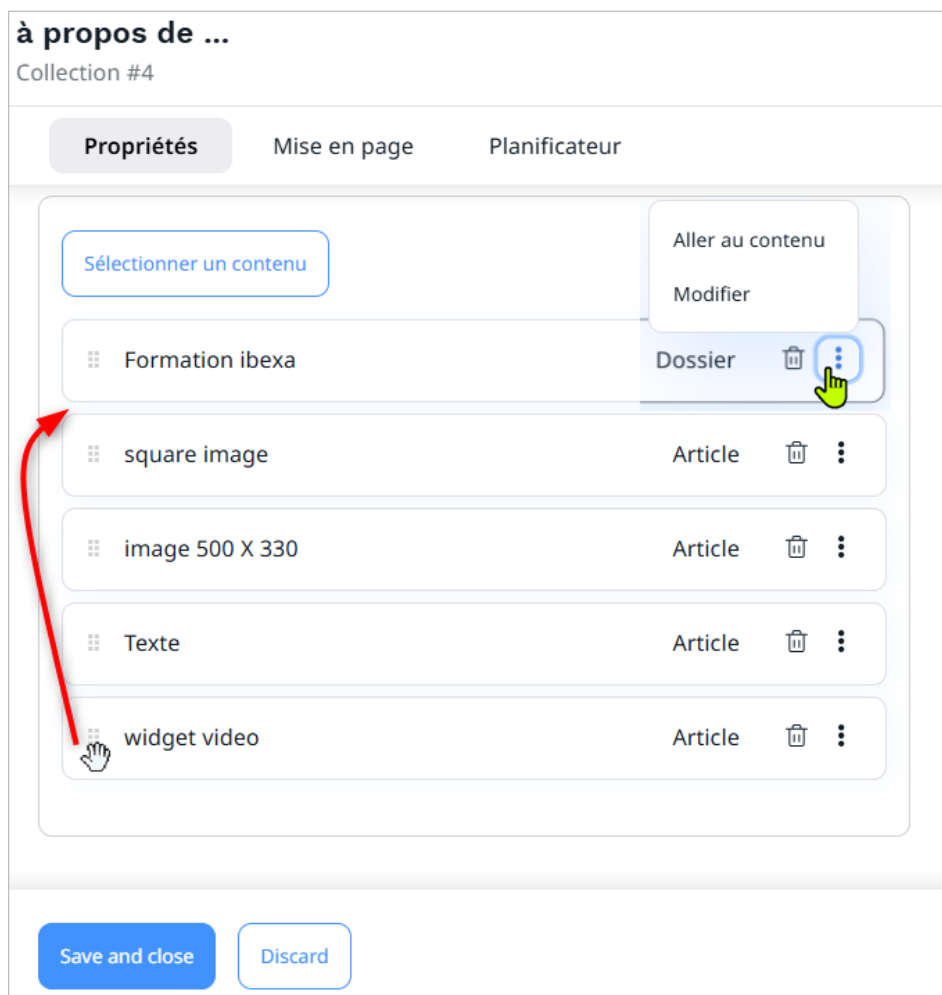 à propos de ...
Collection #4
Propriétés Mise en page Planificateur
Aller au contenu
Sélectionner un contenu
Modifier
Formation ibexa Dossier
square image Article
image 500 X 330 Article
Texte Article
widget video Article
Save and close Discard